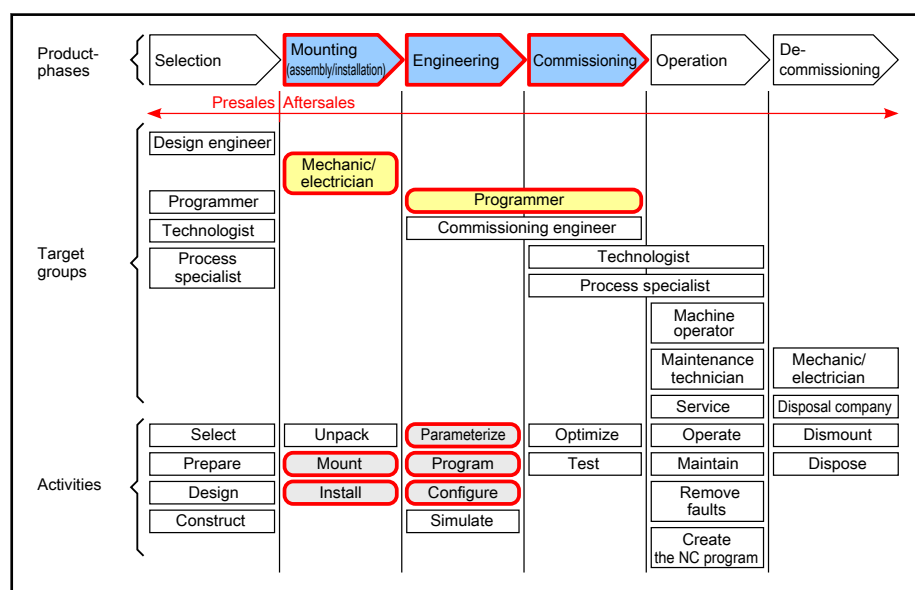 Product-
phases
Selection
Mounting
(assembly/installation)
Engineering
Commissioning
Operation
De-
commissioning
Presales
Aftersales
Target
groups
Design engineer
Mechanic/
electrician
Programmer
Programmer
Technologist
Commissioning engineer
Process
specialist
Technologist
Process specialist
Machine
operator
Maintenance
technician
Mechanic/
electrician
Service
Disposal company
Activities
Select
Unpack
Parameterize
Optimize
Operate
Dismount
Prepare
Mount
Program
Test
Maintain
Dispose
Design
Install
Configure
Remove
faults
Construct
Simulate
Create
the NC program